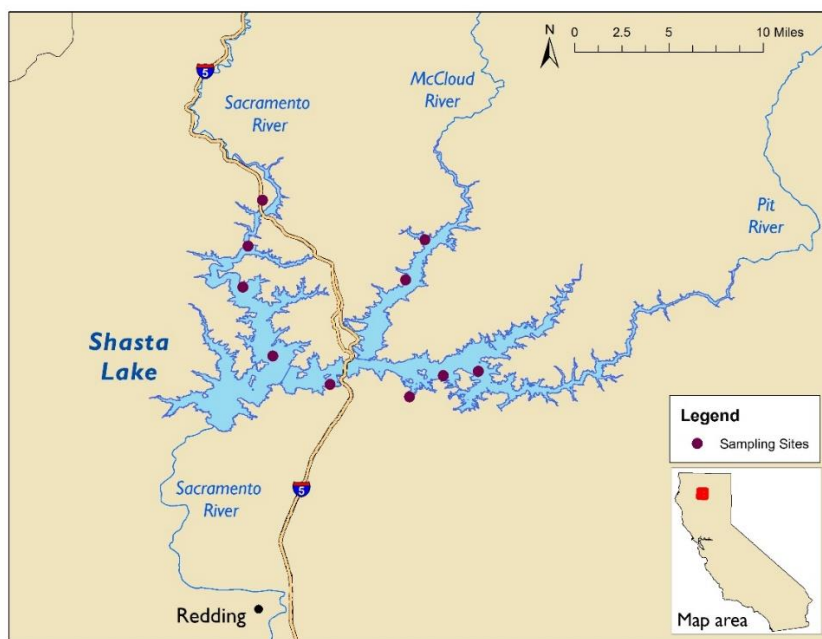 0 2.5 5 10 Miles
N
5
McCloud
River
Sacramento
River
Pit
River
Shasta
Lake
Legend
Sampling Sites
Sacramento
River
5
Redding
Map area